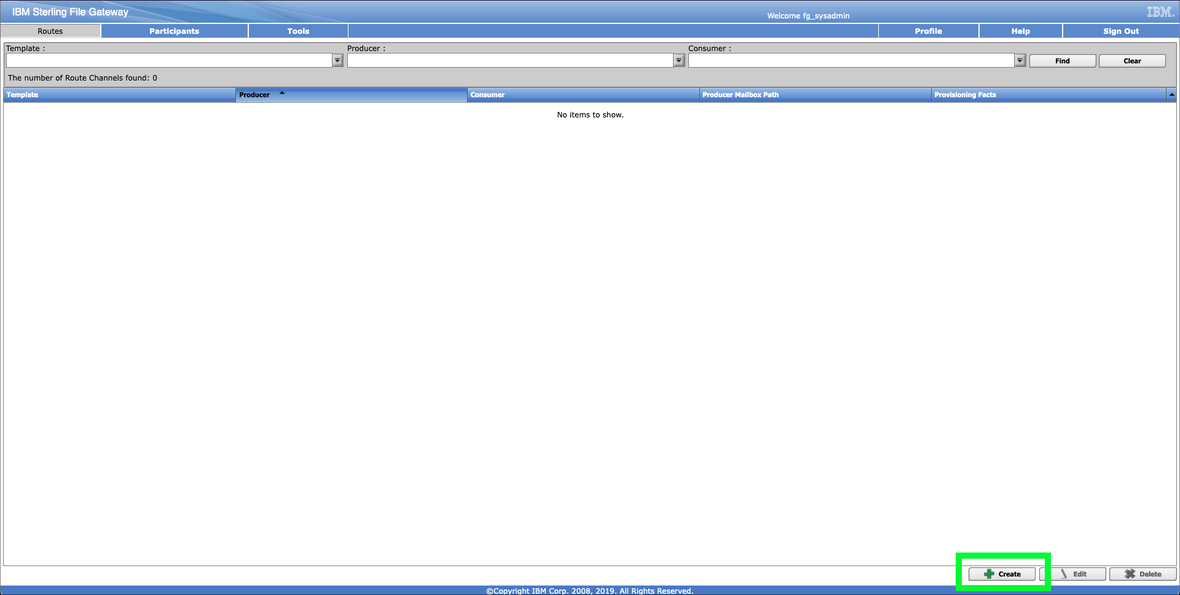 IBM Sterling File Gateway
Welcome fg_sysadmin
IBM.
Routes Participants Tools Profile Help Sign Out
Template : Producer : Consumer :
Find Clear
The number of Route Channels found: 0
Template Producer Consumer Producer Mailbox Path Provisioning Facts
No items to show.
Create Edit Delete
©Copyright IBM Corp. 2008, 2019. All Rights Reserved.